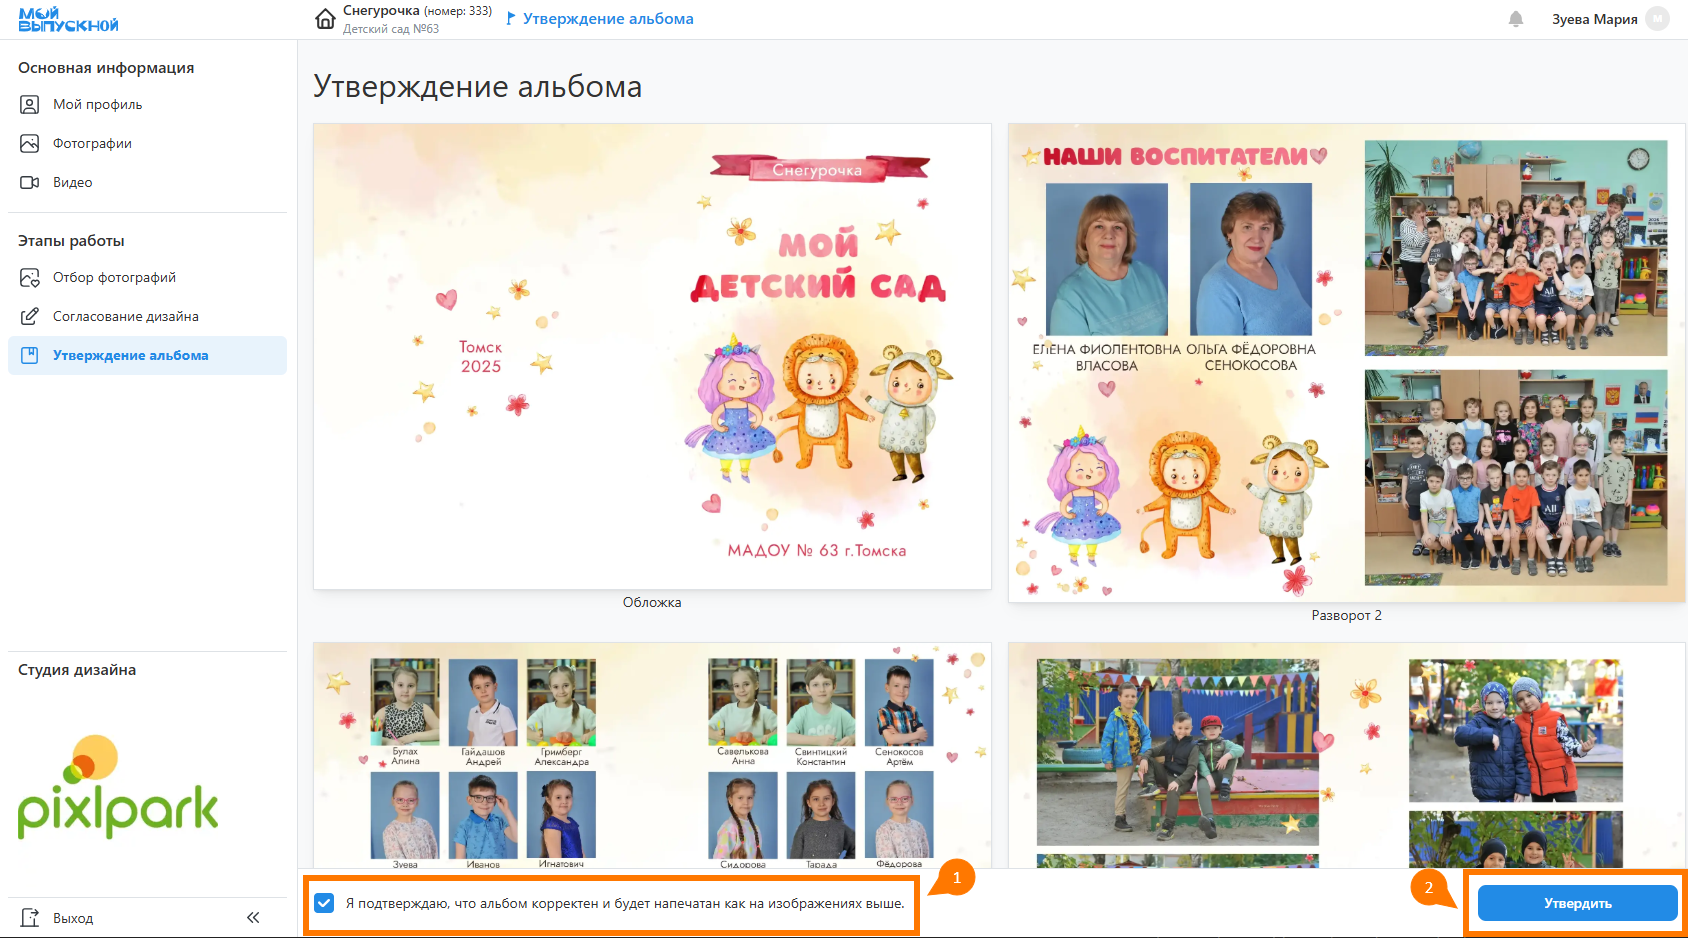 МОЙ
ВЫПУСКНОЙ
Снегурочка (номер: 333)
Детский сад №63
Утверждение альбома
Зуева Мария
М
Основная информация
Мой профиль
Фотографии
Видео
Этапы работы
Отбор фотографий
Согласование дизайна
Утверждение альбома
Студия дизайна
pixlpark
Выход
Утверждение альбома
Снегурочка
МОЙ
ДЕТСКИЙ САД
Томск
2025
МАДОУ № 63 г.Томска
Обложка
НАШИ ВОСПИТАТЕЛИ
ЕЛЕНА ФИОЛЕНТОВНА
ВЛАСОВА
ОЛЬГА ФЁДОРОВНА
СЕНОКОСОВА
Разворот 2
Булах
Алина
Гайдашов
Андрей
Гримберг
Александра
Савелькова
Анна
Свинтицкий
Константин
Сенокосов
Артём
Зуева
Иванов
Игнатович
Сидорова
Тарада
Фёдорова
Я подтверждаю, что альбом корректен и будет напечатан как на изображениях выше.
1
2
Утвердить